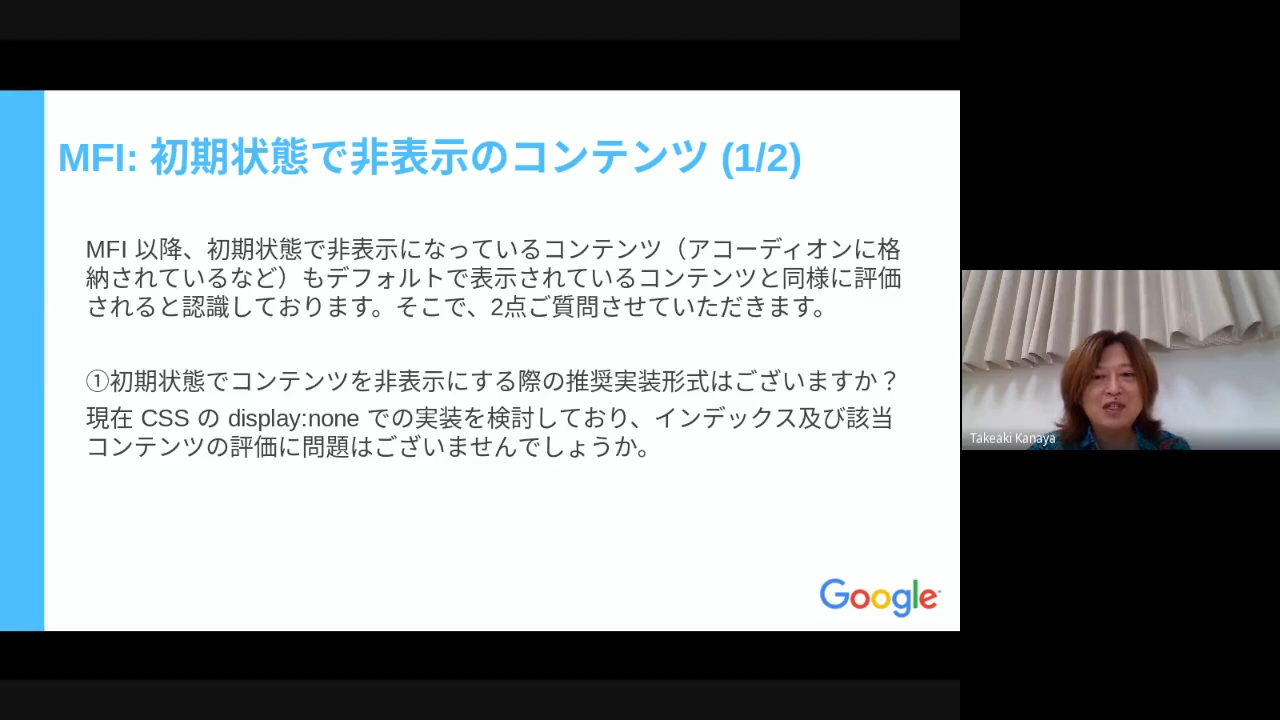 MFI: 初期状態で非表示のコンテンツ (1/2)
MFI 以降、初期状態で非表示になっているコンテンツ（アコーディオンに格
納されているなど）もデフォルトで表示されているコンテンツと同様に評価
されると認識しております。そこで、2点ご質問させていただきます。
①初期状態でコンテンツを非表示にする際の推奨実装形式はございますか？
現在 CSS の display:none での実装を検討しており、インデックス及び該当
コンテンツの評価に問題はございませんでしょうか。
Google
Takeaki Kanaya